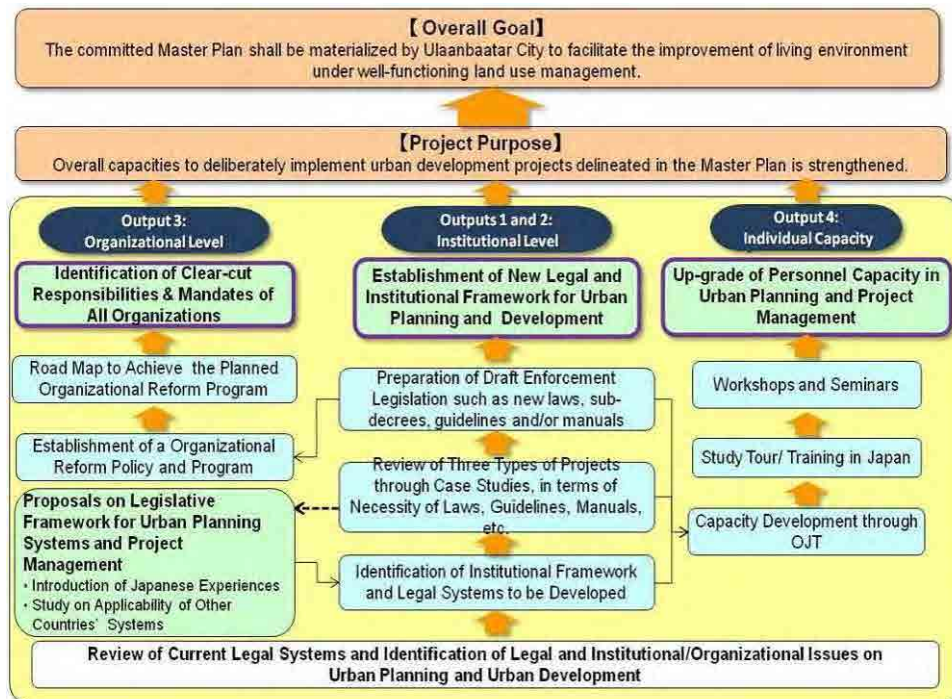 【Overall Goal】
The committed Master Plan shall be materialized by Ulaanbaatar City to facilitate the improvement of living environment
under well-functioning land use management.
【Project Purpose】
Overall capacities to deliberately implement urban development projects delineated in the Master Plan is strengthened.
Output 3:
Organizational Level
Identification of Clear-cut
Responsibilities & Mandates of
All Organizations
Road Map to Achieve the Planned
Organizational Reform Program
Establishment of a Organizational
Reform Policy and Program
Proposals on Legislative
Framework for Urban Planning
Systems and Project
Management
・Introduction of Japanese Experiences
・Study on Applicability of Other
Countries' Systems
Outputs 1 and 2:
Institutional Level
Establishment of New Legal and
Institutional Framework for Urban
Planning and Development
Preparation of Draft Enforcement
Legislation such as new laws, sub-
decrees, guidelines and/or manuals
Review of Three Types of Projects
through Case Studies, in terms of
Necessity of Laws, Guidelines, Manuals,
etc.
Identification of Institutional Framework
and Legal Systems to be Developed
Output 4:
Individual Capacity
Up-grade of Personnel Capacity in
Urban Planning and Project
Management
Workshops and Seminars
Study Tour/ Training in Japan
Capacity Development through
OJT
Review of Current Legal Systems and Identification of Legal and Institutional/Organizational Issues on
Urban Planning and Urban Development